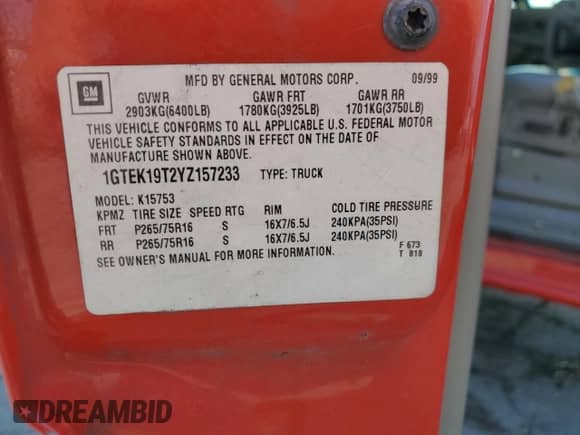 MFD BY GENERAL MOTORS CORP. 09/99
GM
GVWR GAWR FRT GAWR RR
2903KG(6400LB) 1780KG(3925LB) 1701KG(3750LB)
THIS VEHICLE CONFORMS TO ALL APPLICABLE U.S. FEDERAL MOTOR
VEHICLE SAFETY STANDARDS IN EFFECT ON THE DATE OF
MANUFACTURE SHOWN ABOVE.
1GTEK19T2YZ157233 TYPE: TRUCK
MODEL: K15753
KPMZ TIRE SIZE SPEED RTG RIM COLD TIRE PRESSURE
FRT P265/75R16 S 16X7/6.5J 240KPA(35PSI)
RR P265/75R16 S 16X7/6.5J 240KPA(35PSI)
SEE OWNER'S MANUAL FOR MORE INFORMATION.
F 673
T 818
DREAMBID